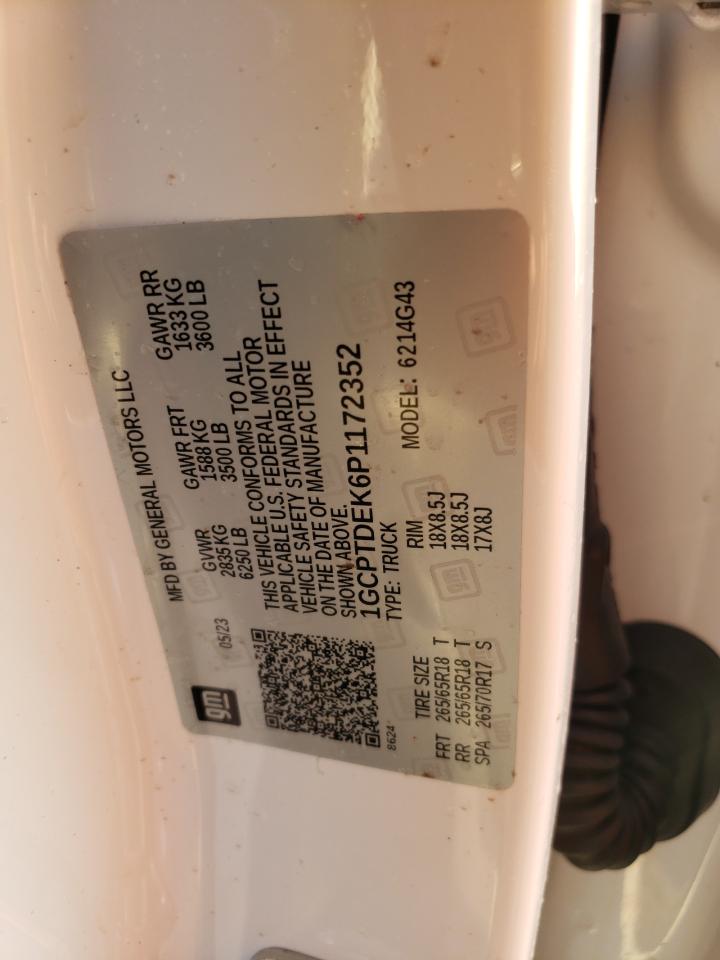 gm
05/23
MFD BY GENERAL MOTORS LLC
GVWR GAWR FRT GAWR RR
2835 KG 1588 KG 1633 KG
6250 LB 3500 LB 3600 LB
THIS VEHICLE CONFORMS TO ALL
APPLICABLE U.S. FEDERAL MOTOR
VEHICLE SAFETY STANDARDS IN EFFECT
ON THE DATE OF MANUFACTURE
SHOWN ABOVE.
1GCPTDEK6P1172352
TYPE: TRUCK MODEL: 6214G43
8624
TIRE SIZE RIM
FRT 265/65R18 T 18X8.5J
RR 265/65R18 T 18X8.5J
SPA 265/70R17 S 17X8J